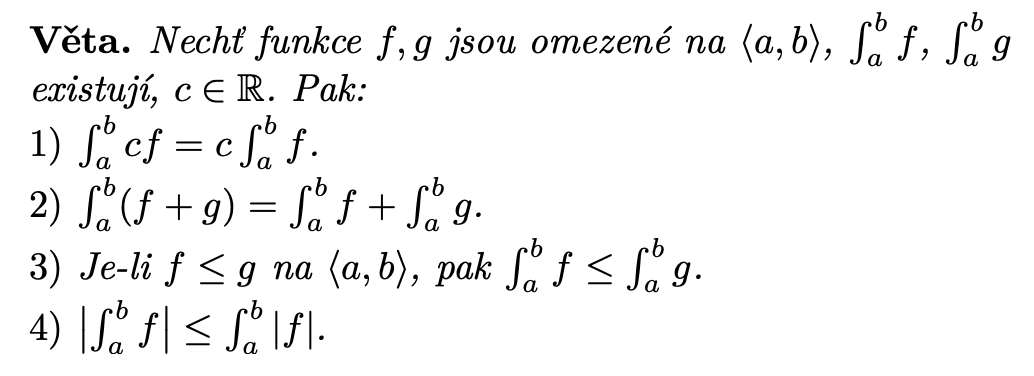 Věta. Nechť funkce f, g jsou omezené na ⟨a, b⟩, ∫_a^b f, ∫_a^b g
existují, c ∈ ℝ. Pak:
1) ∫_a^b cf = c ∫_a^b f.
2) ∫_a^b (f + g) = ∫_a^b f + ∫_a^b g.
3) Je-li f ≤ g na ⟨a, b⟩, pak ∫_a^b f ≤ ∫_a^b g.
4) |∫_a^b f| ≤ ∫_a^b |f|.